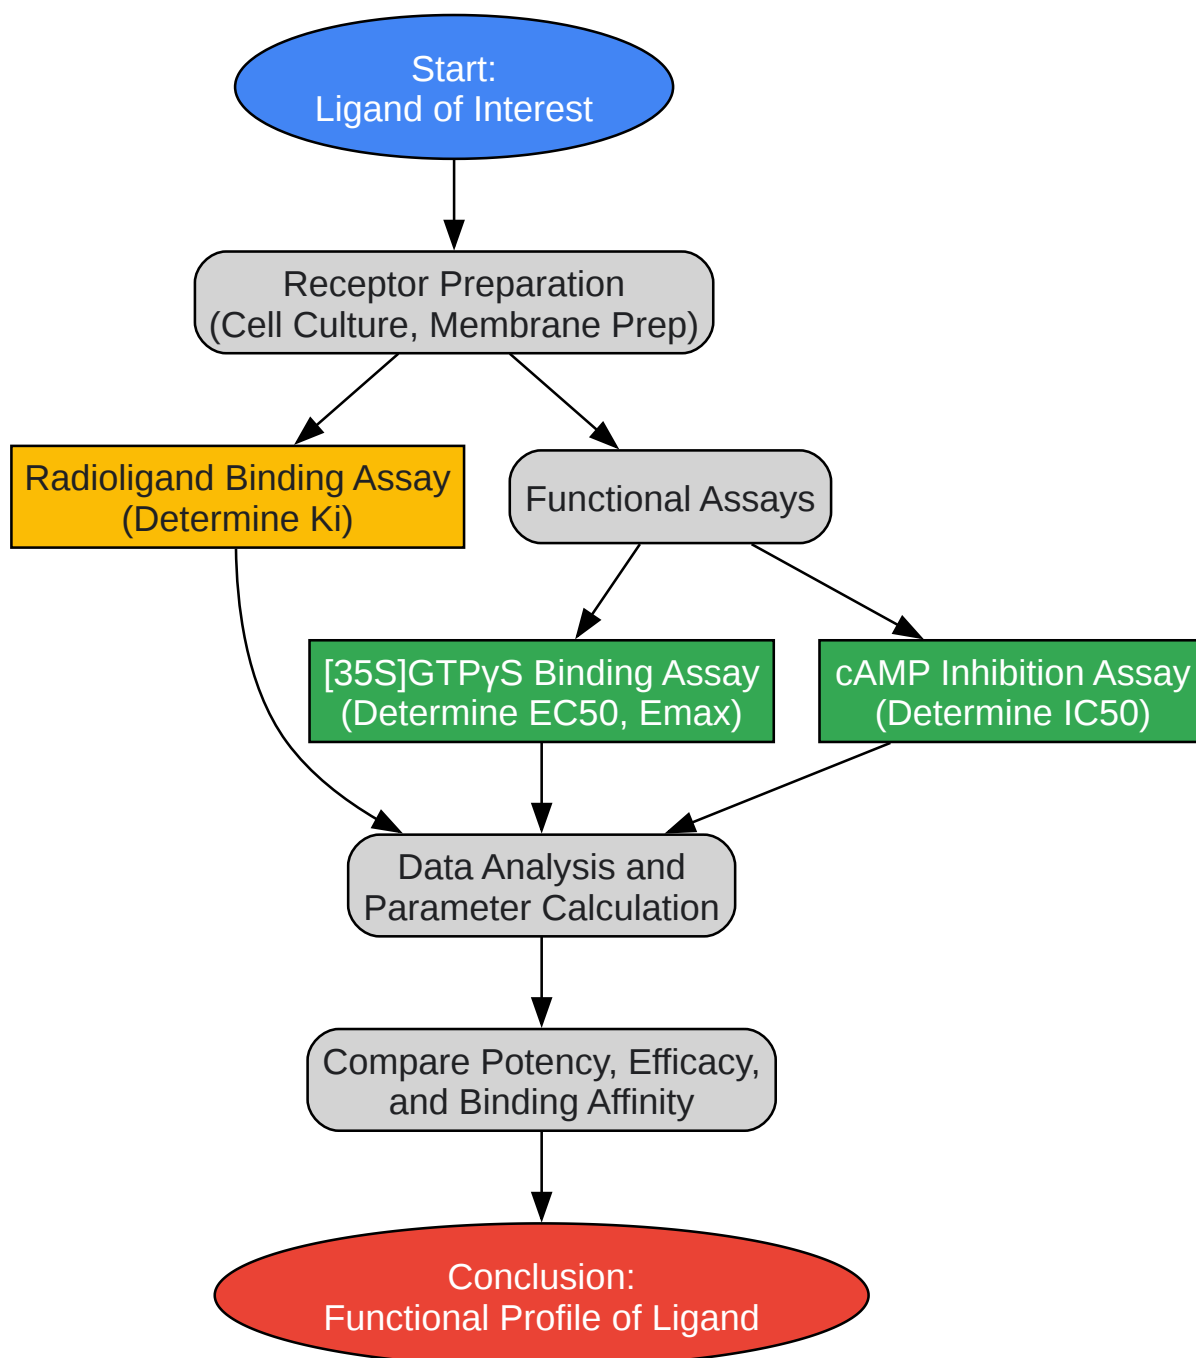 Start:
Ligand of Interest
Receptor Preparation
(Cell Culture, Membrane Prep)
Radioligand Binding Assay
(Determine Ki)
Functional Assays
[35S]GTPγS Binding Assay
(Determine EC50, Emax)
cAMP Inhibition Assay
(Determine IC50)
Data Analysis and
Parameter Calculation
Compare Potency, Efficacy,
and Binding Affinity
Conclusion:
Functional Profile of Ligand